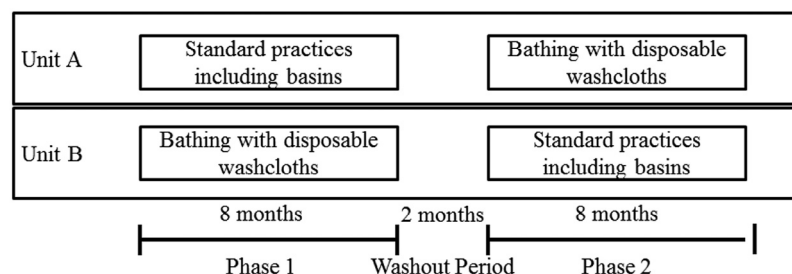 Unit A
Standard practices
including basins
Bathing with disposable
washcloths
Unit B
Bathing with disposable
washcloths
Standard practices
including basins
8 months
2 months
8 months
Phase 1
Washout Period
Phase 2